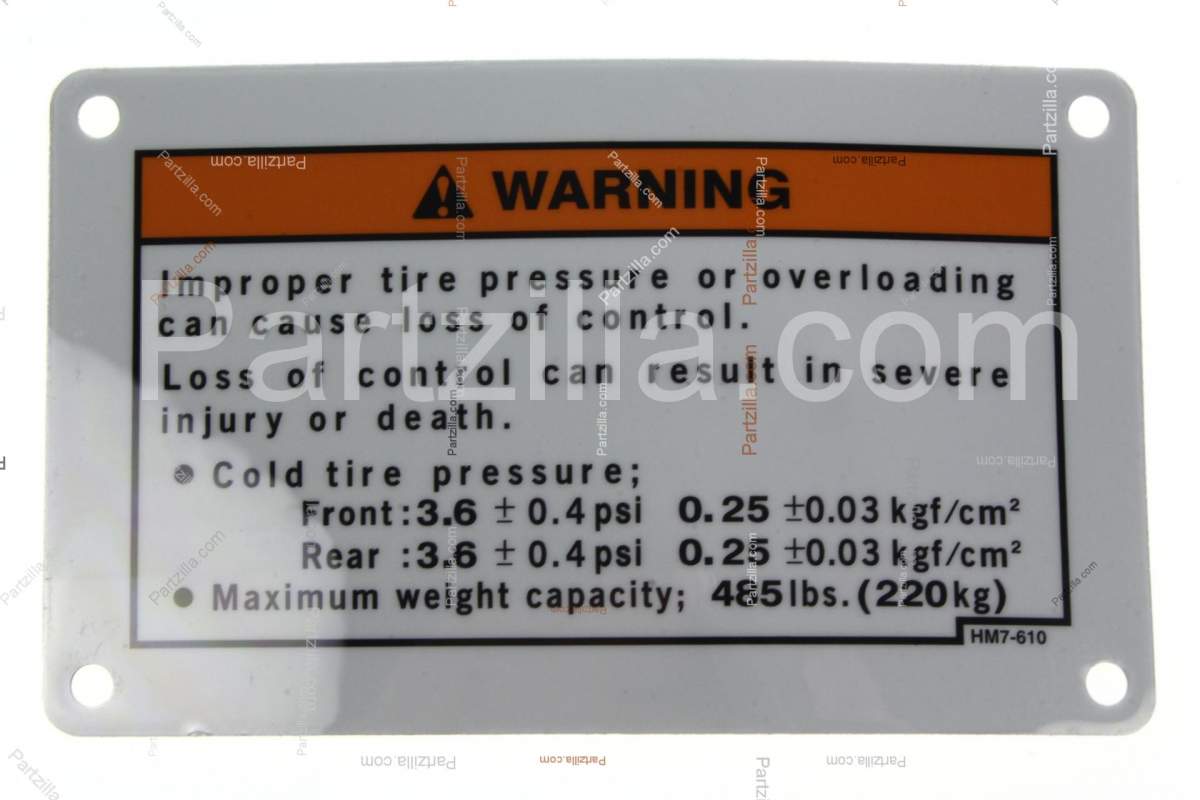 WARNING
Improper tire pressure or overloading
can cause loss of control.
Loss of control can result in severe
injury or death.
● Cold tire pressure;
Front:3.6 ± 0.4psi 0.25 ±0.03 kgf/cm²
Rear :3.6 ± 0.4psi 0.25 ±0.03 kgf/cm²
● Maximum weight capacity; 485lbs.(220kg)
HM7-610
Partzilla.com